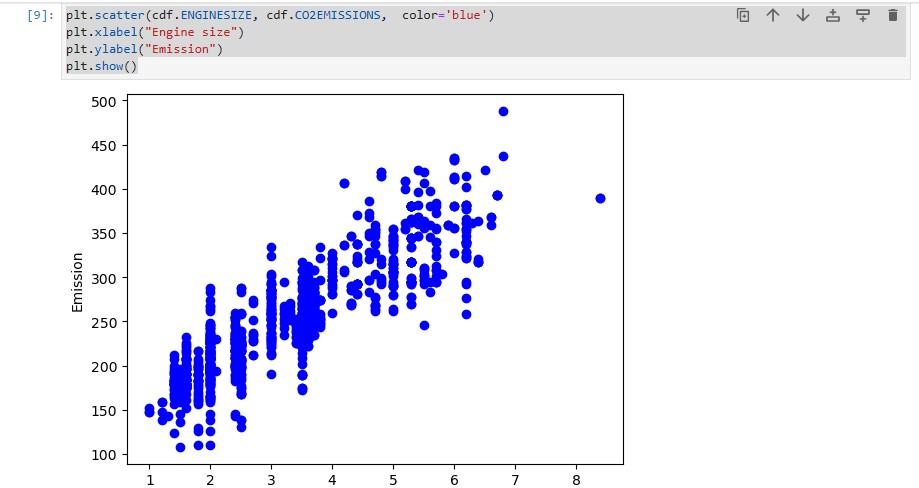 [9]: plt.scatter(cdf.ENGINESIZE, cdf.CO2EMISSIONS,  color='blue')
plt.xlabel("Engine size")
plt.ylabel("Emission")
plt.show()
500
450
400
350
300
250
200
150
100
Emission
1 2 3 4 5 6 7 8